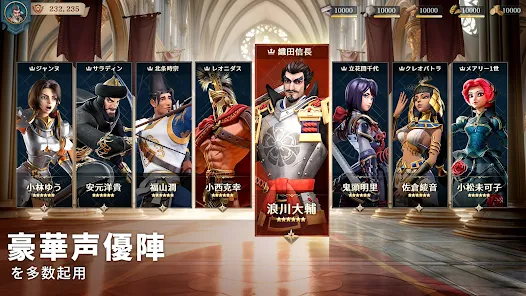 232,235
10000
10000
10000
10000
ジャンヌ
サラディン
北条時宗
レオニダス
織田信長
立花誾千代
クレオパトラ
メアリー1世
小林ゆう
安元洋貴
福山潤
小西克幸
浪川大輔
鬼頭明里
佐倉綾音
小松未可子
豪華声優陣
を多数起用